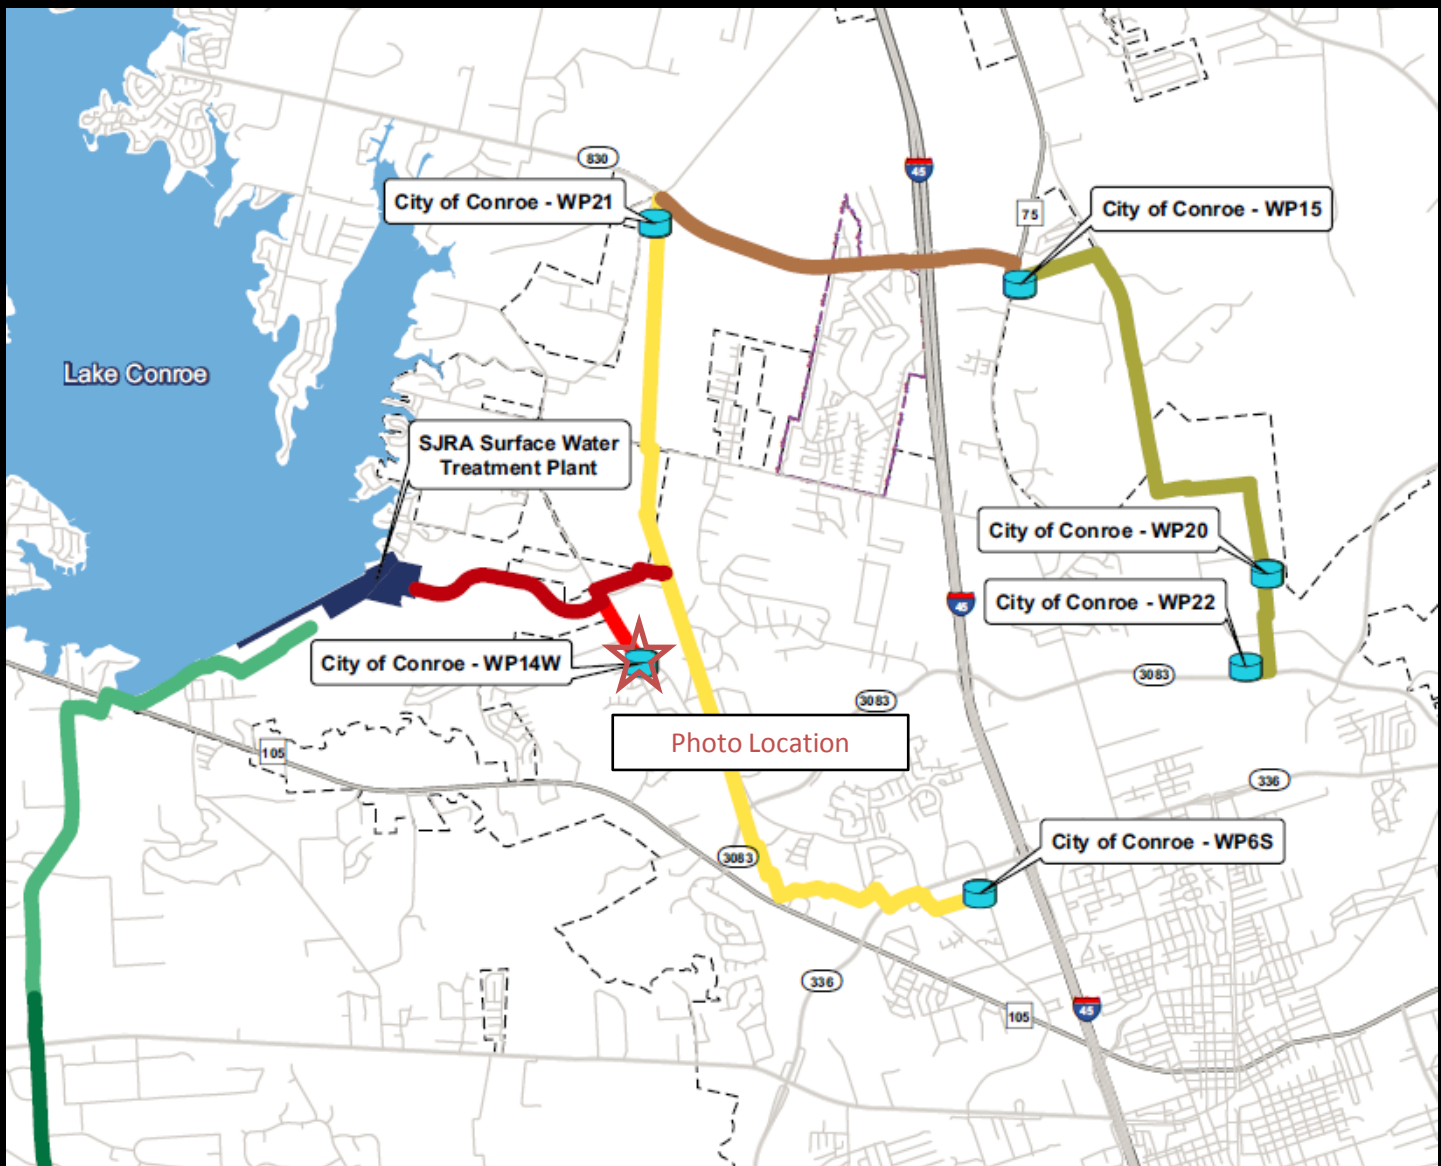 830
45
City of Conroe - WP21
City of Conroe - WP15
75
Lake Conroe
SJRA Surface Water
Treatment Plant
City of Conroe - WP20
City of Conroe - WP22
45
City of Conroe - WP14W
3083
3083
Photo Location
105
336
City of Conroe - WP6S
3083
336
105
45